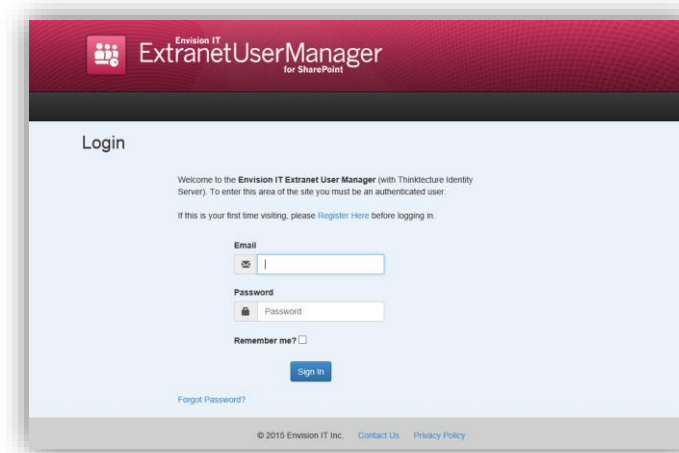 Envision IT
ExtranetUserManager
for SharePoint
Login
Welcome to the Envision IT Extranet User Manager (with Thinktecture Identity
Server). To enter this area of the site you must be an authenticated user.
If this is your first time visiting, please Register Here before logging in.
Email
Password
Password
Remember me?
Sign In
Forgot Password?
© 2015 Envision IT Inc. Contact Us Privacy Policy